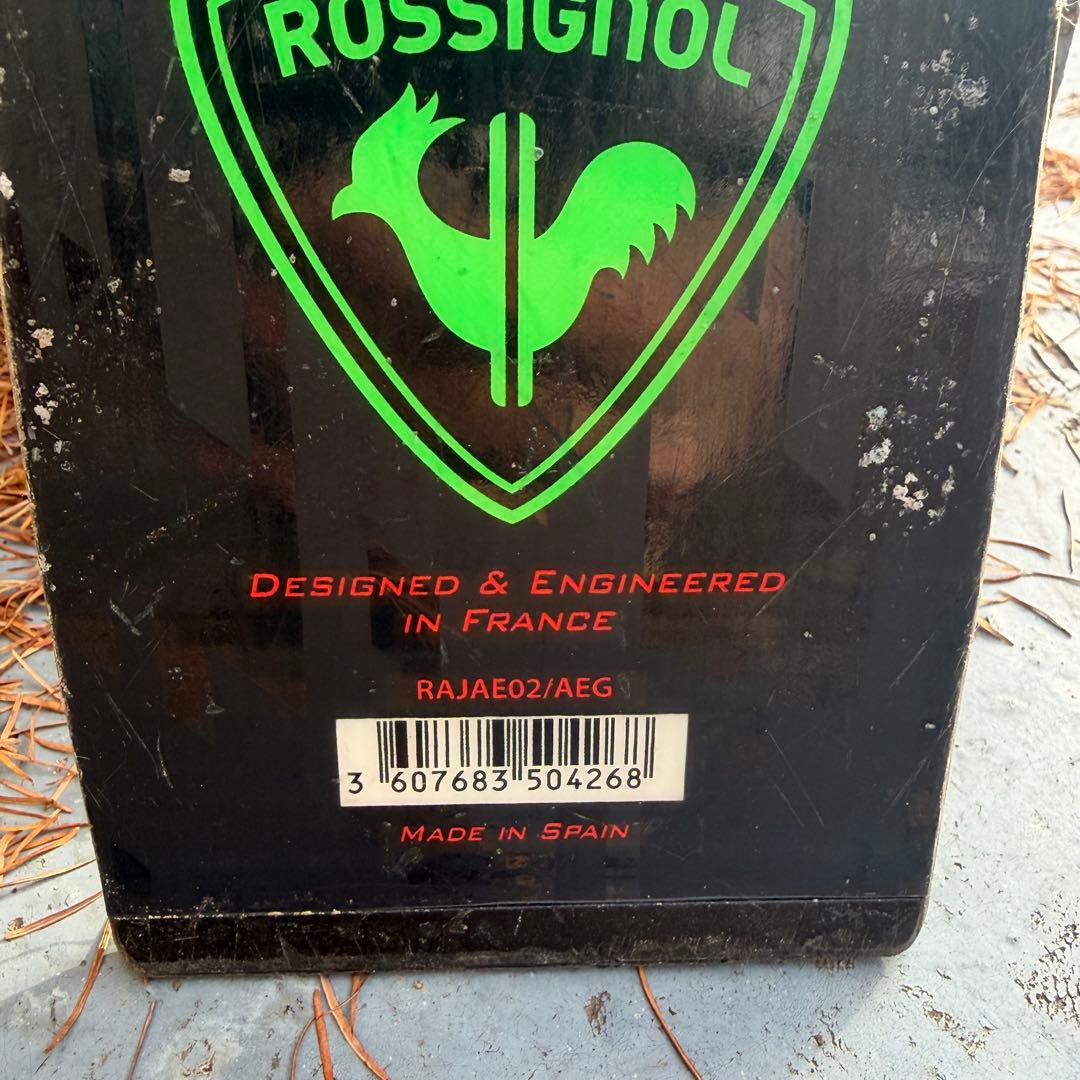 ROSSIGNOL
DESIGNED & ENGINEERED
IN FRANCE
RAJAE02/AEG
3 607683 504268
MADE IN SPAIN